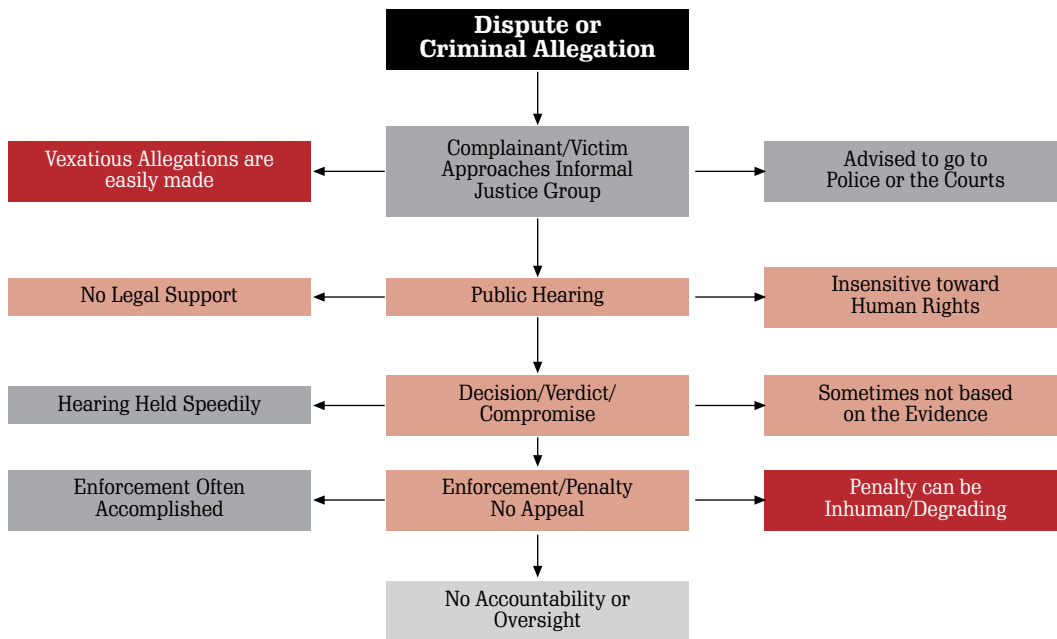 Dispute or
Criminal Allegation
Vexatious Allegations are
easily made
Complainant/Victim
Approaches Informal
Justice Group
Advised to go to
Police or the Courts
No Legal Support
Public Hearing
Insensitive toward
Human Rights
Hearing Held Speedily
Decision/Verdict/
Compromise
Sometimes not based
on the Evidence
Enforcement Often
Accomplished
Enforcement/Penalty
No Appeal
Penalty can be
Inhuman/Degrading
No Accountability or
Oversight